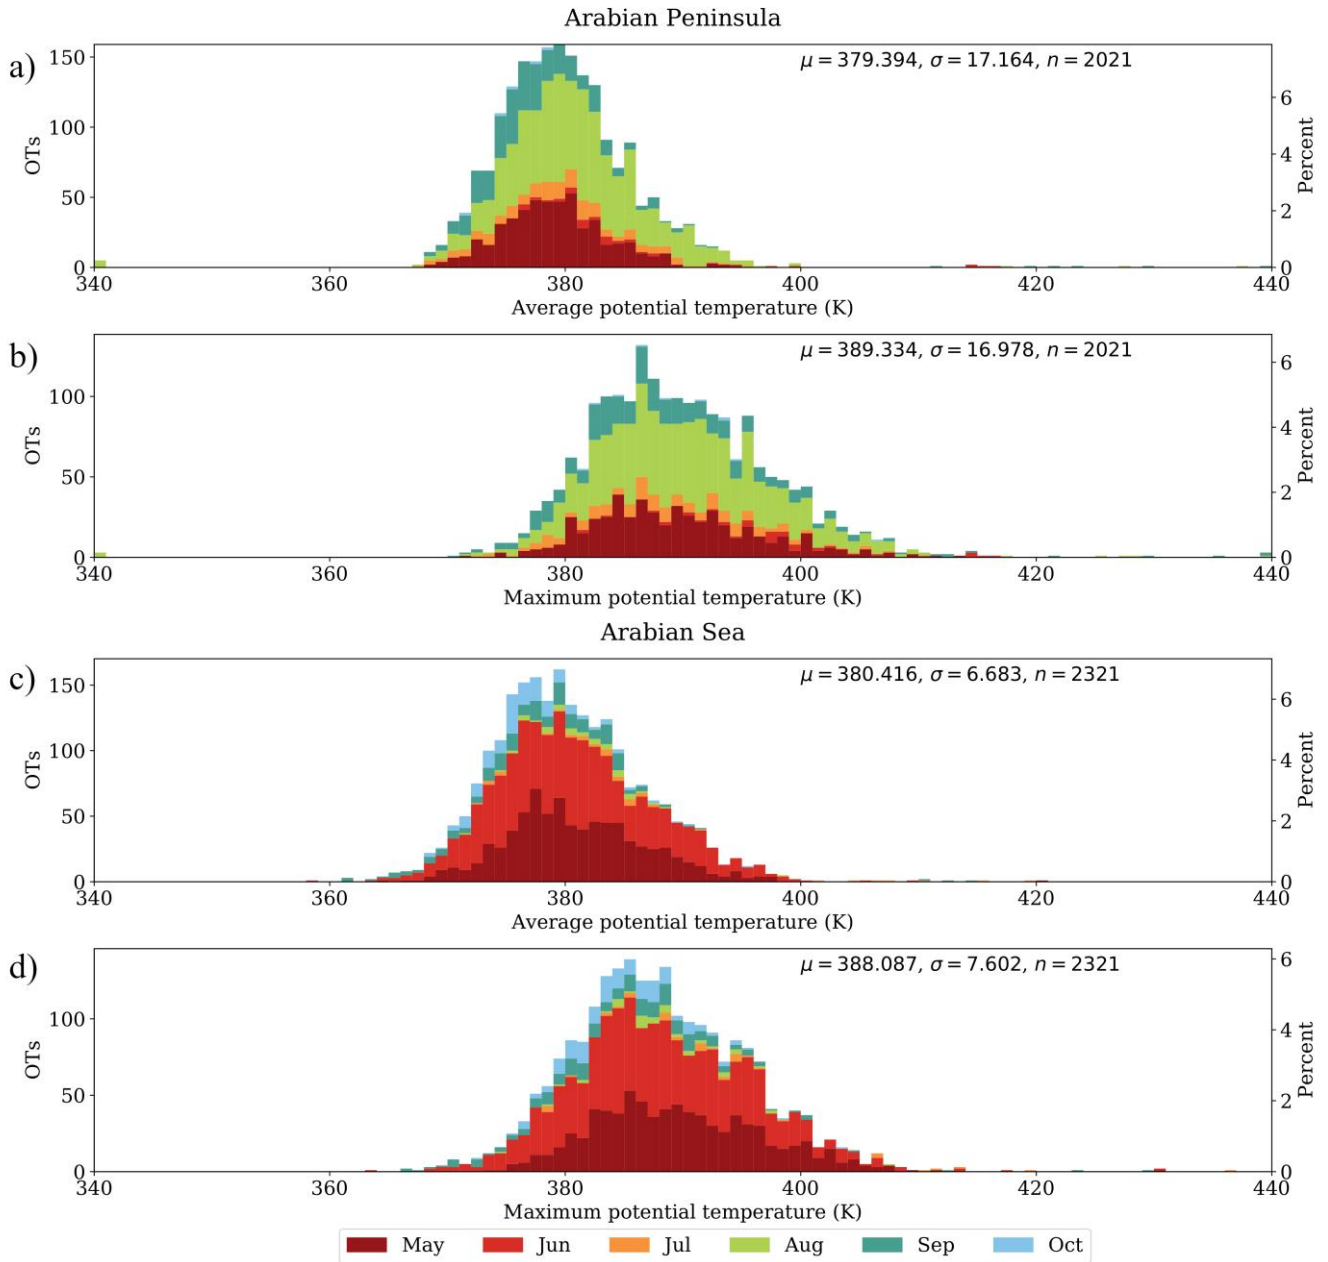 Arabian Peninsula
a)
μ = 379.394, σ = 17.164, n = 2021
150
100
50
0
OTs
6
4
2
0
Percent
340 360 380 400 420 440
Average potential temperature (K)
b)
μ = 389.334, σ = 16.978, n = 2021
100
50
0
OTs
6
4
2
0
Percent
340 360 380 400 420 440
Maximum potential temperature (K)
Arabian Sea
c)
μ = 380.416, σ = 6.683, n = 2321
150
100
50
0
OTs
6
4
2
0
Percent
340 360 380 400 420 440
Average potential temperature (K)
d)
μ = 388.087, σ = 7.602, n = 2321
100
50
0
OTs
6
4
2
0
Percent
340 360 380 400 420 440
Maximum potential temperature (K)
May Jun Jul Aug Sep Oct